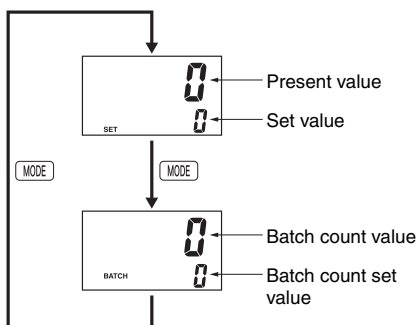 0
Present value
SET
0
Set value
MODE
MODE
0
Batch count value
BATCH
0
Batch count set
value